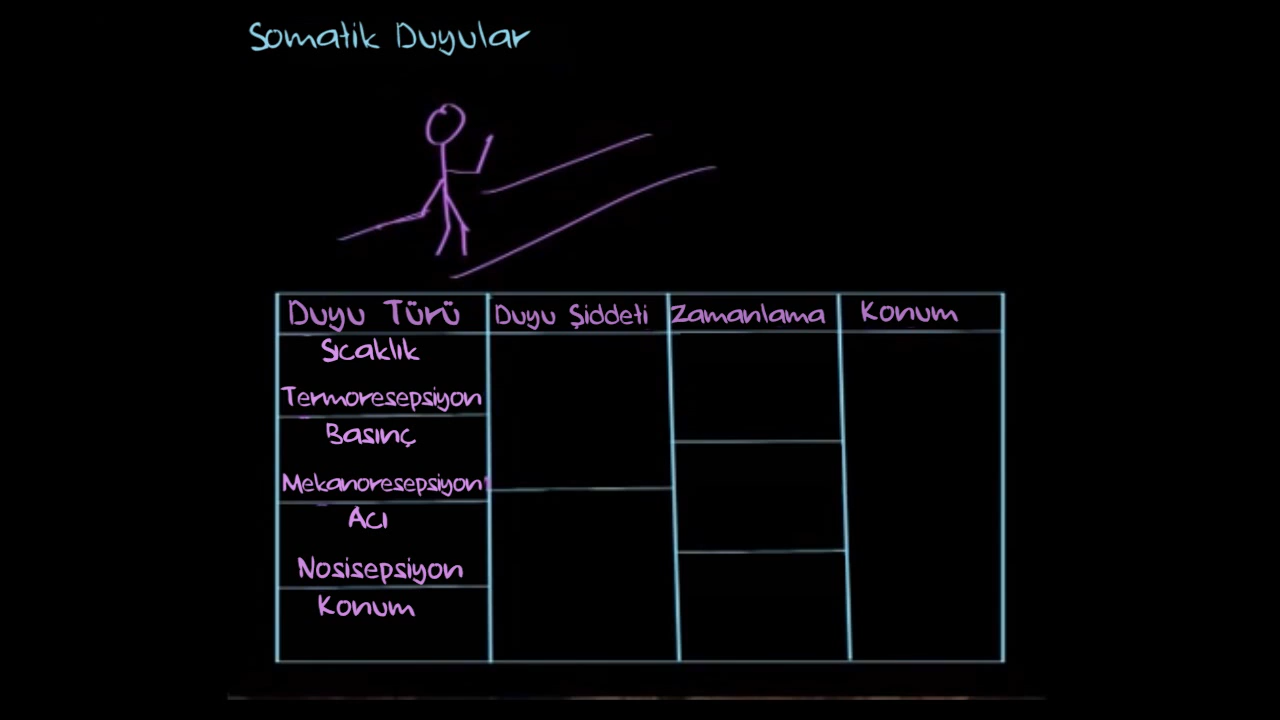 Somatik Duyular
Duyu Türü Duyu Şiddeti Zamanlama Konum
Sıcaklık
Termoresepsiyon
Basınç
Mekanoresepsiyon
Acı
Nosisepsiyon
Konum